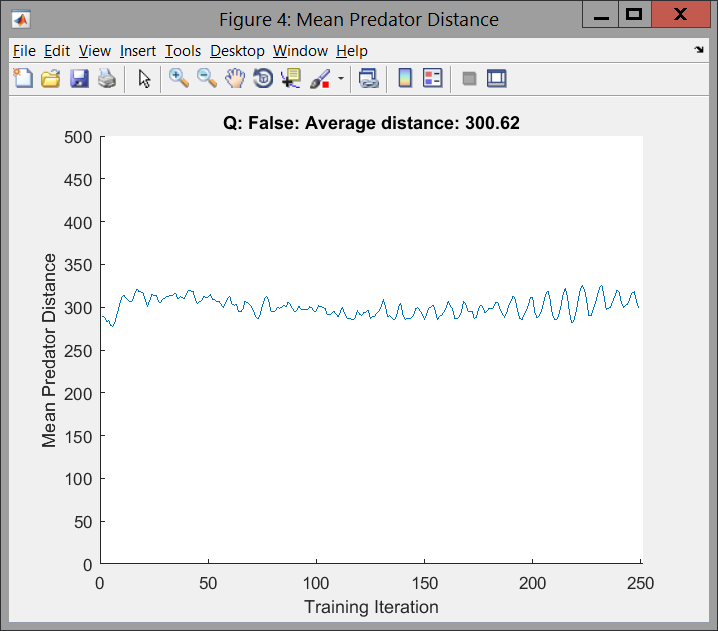 Figure 4: Mean Predator Distance
File Edit View Insert Tools Desktop Window Help
Q: False: Average distance: 300.62
500
450
400
350
300
250
200
150
100
50
0
Mean Predator Distance
0 50 100 150 200 250
Training Iteration